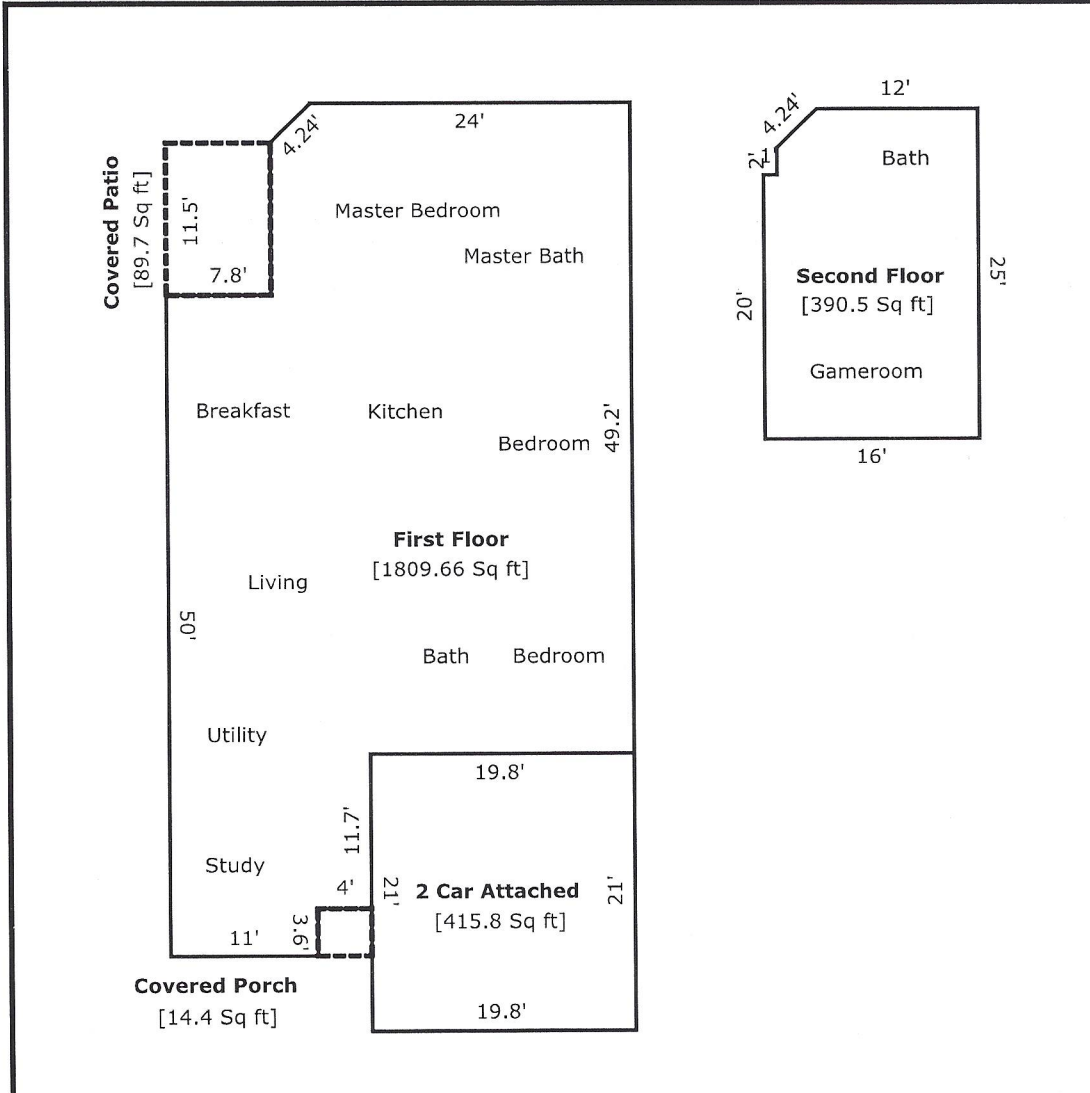 24'
4.24'
Covered Patio
[89.7 Sq ft]
11.5'
7.8'
Master Bedroom
Master Bath
Breakfast
Kitchen
Bedroom
49.2'
First Floor
[1809.66 Sq ft]
Living
50'
Bath
Bedroom
Utility
19.8'
11.7'
Study
4'
21'
2 Car Attached
[415.8 Sq ft]
21'
3.6'
11'
Covered Porch
[14.4 Sq ft]
19.8'
12'
4.24'
2'
1'
Bath
Second Floor
[390.5 Sq ft]
25'
20'
Gameroom
16'